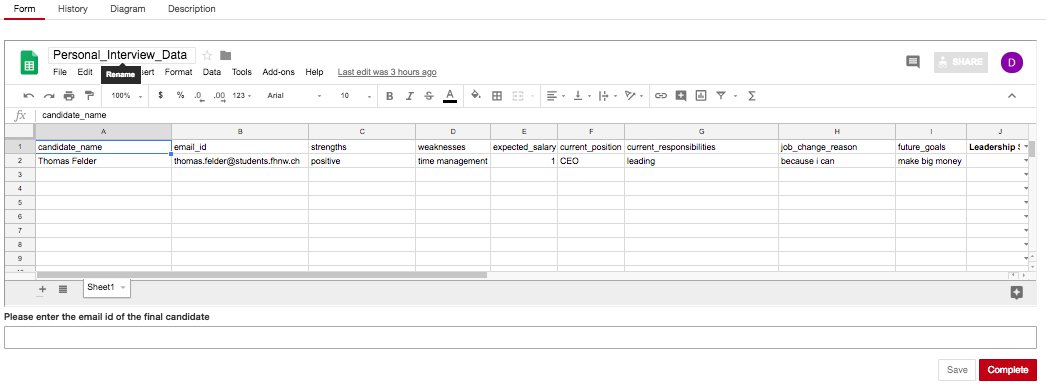 Form History Diagram Description
Personal_Interview_Data
File Edit Rename ert Format Data Tools Add-ons Help Last edit was 3 hours ago
SHARE D
100% $ % .0 .00 123 Arial 10 B I S A
fx candidate_name
A B C D E F G H I J
1 candidate_name email_id strengths weaknesses expected_salary current_position current_responsibilities job_change_reason future_goals Leadership
2 Thomas Felder thomas.felder@students.fhnw.ch positive time management 1 CEO leading because i can make big money
3
4
5
6
7
8
9
+ Sheet1
Please enter the email id of the final candidate
Save Complete